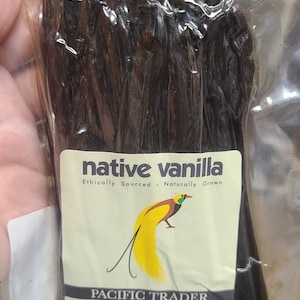 native vanilla
Ethically Sourced . Naturally Grown
PACIFIC TRADER